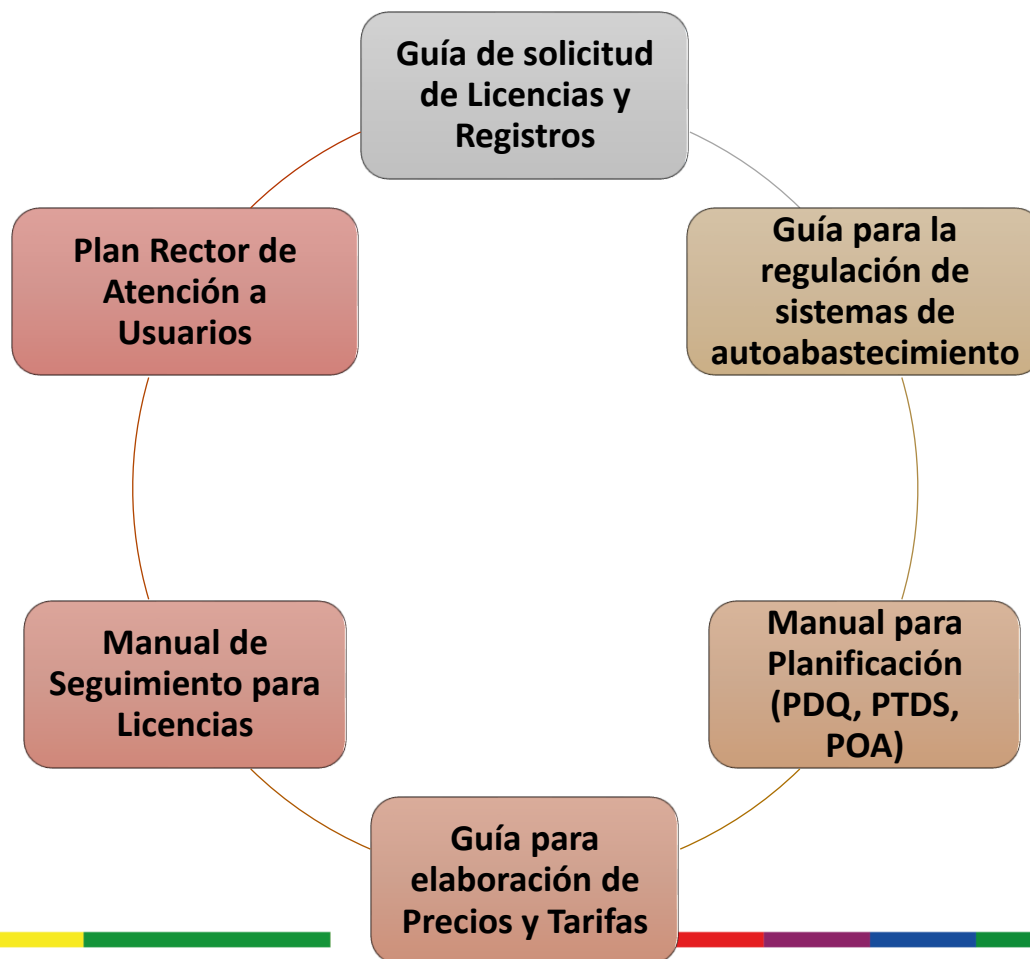 Guía de solicitud
de Licencias y
Registros
Guía para la
regulación de
sistemas de
autoabastecimiento
Manual para
Planificación
(PDQ, PTDS,
POA)
Guía para
elaboración de
Precios y Tarifas
Manual de
Seguimiento para
Licencias
Plan Rector de
Atención a
Usuarios